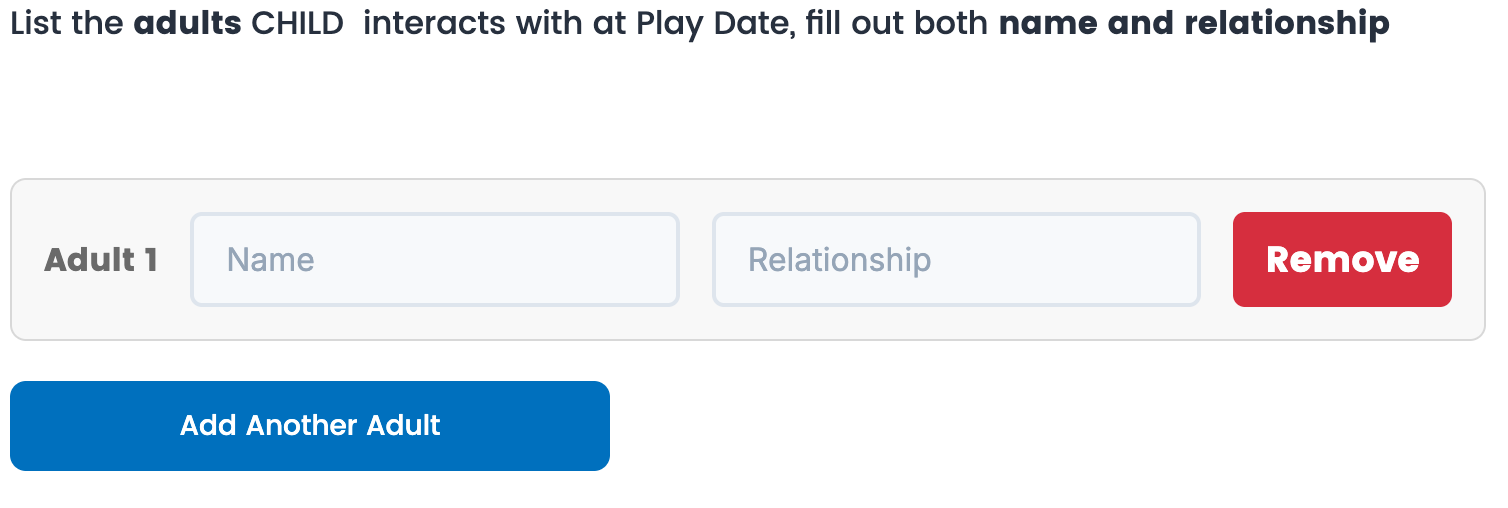 List the adults CHILD  interacts with at Play Date, fill out both name and relationship
Adult 1 Name Relationship Remove
Add Another Adult